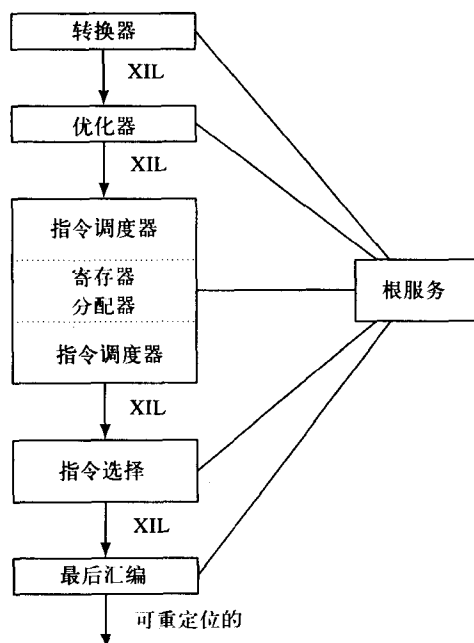 转换器
XIL
优化器
XIL
指令调度器
寄存器
分配器
指令调度器
根服务
XIL
指令选择
XIL
最后汇编
可重定位的